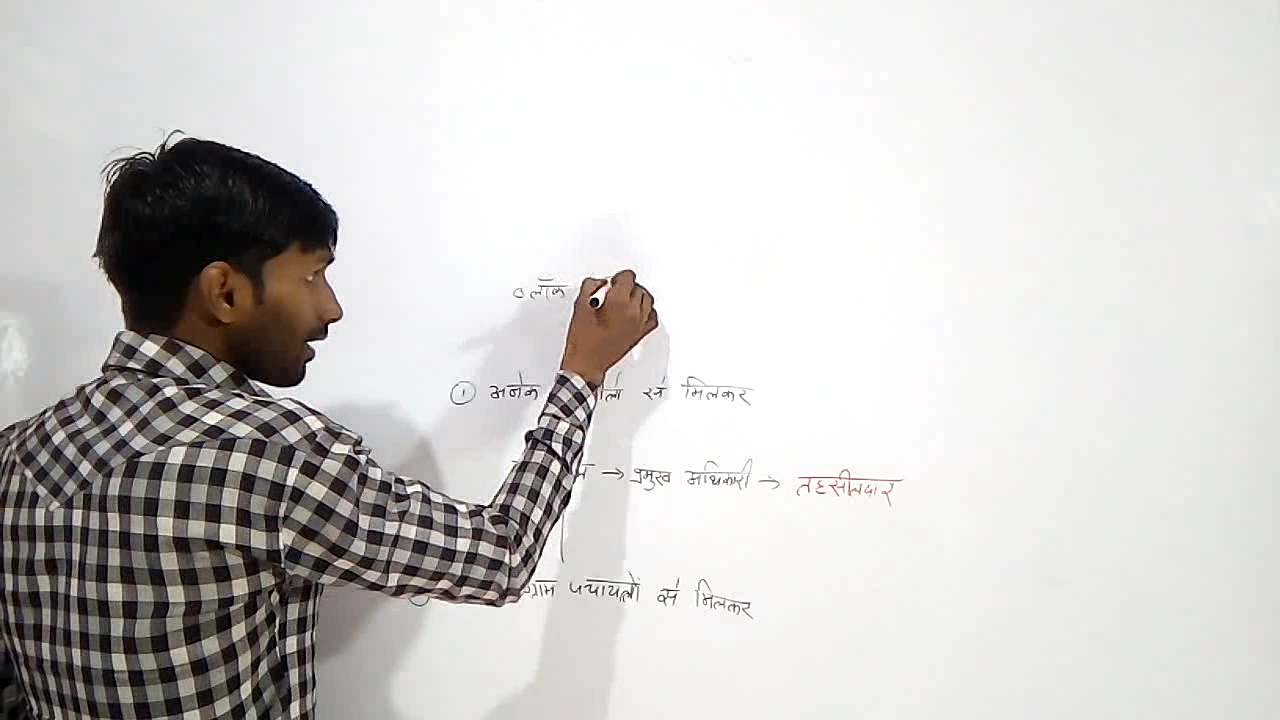 ब्लॉक
① अनेक से मिलकर
→ प्रमुख अधिकारी → तहसीलदार
ग्राम पंचायतों से मिलकर